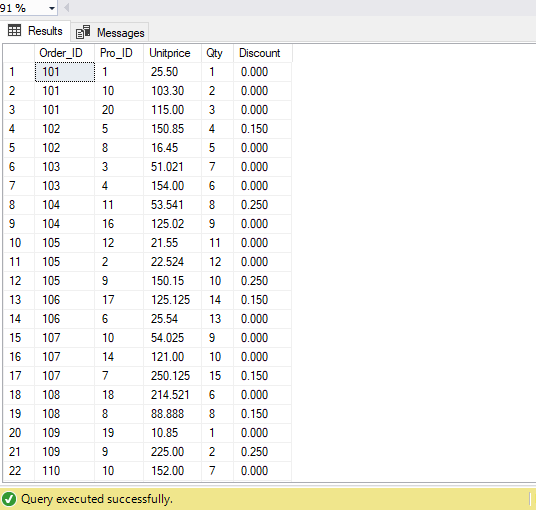 91 %
Results Messages
Order_ID Pro_ID Unitprice Qty Discount
1 101 1 25.50 1 0.000
2 101 10 103.30 2 0.000
3 101 20 115.00 3 0.000
4 102 5 150.85 4 0.150
5 102 8 16.45 5 0.000
6 103 3 51.021 7 0.000
7 103 4 154.00 6 0.000
8 104 11 53.541 8 0.250
9 104 16 125.02 9 0.000
10 105 12 21.55 11 0.000
11 105 2 22.524 12 0.000
12 105 9 150.15 10 0.250
13 106 17 125.125 14 0.150
14 106 6 25.54 13 0.000
15 107 10 54.025 9 0.000
16 107 14 121.00 10 0.000
17 107 7 250.125 15 0.150
18 108 18 214.521 6 0.000
19 108 8 88.888 8 0.150
20 109 19 10.85 1 0.000
21 109 9 225.00 2 0.250
22 110 10 152.00 7 0.000
Query executed successfully.